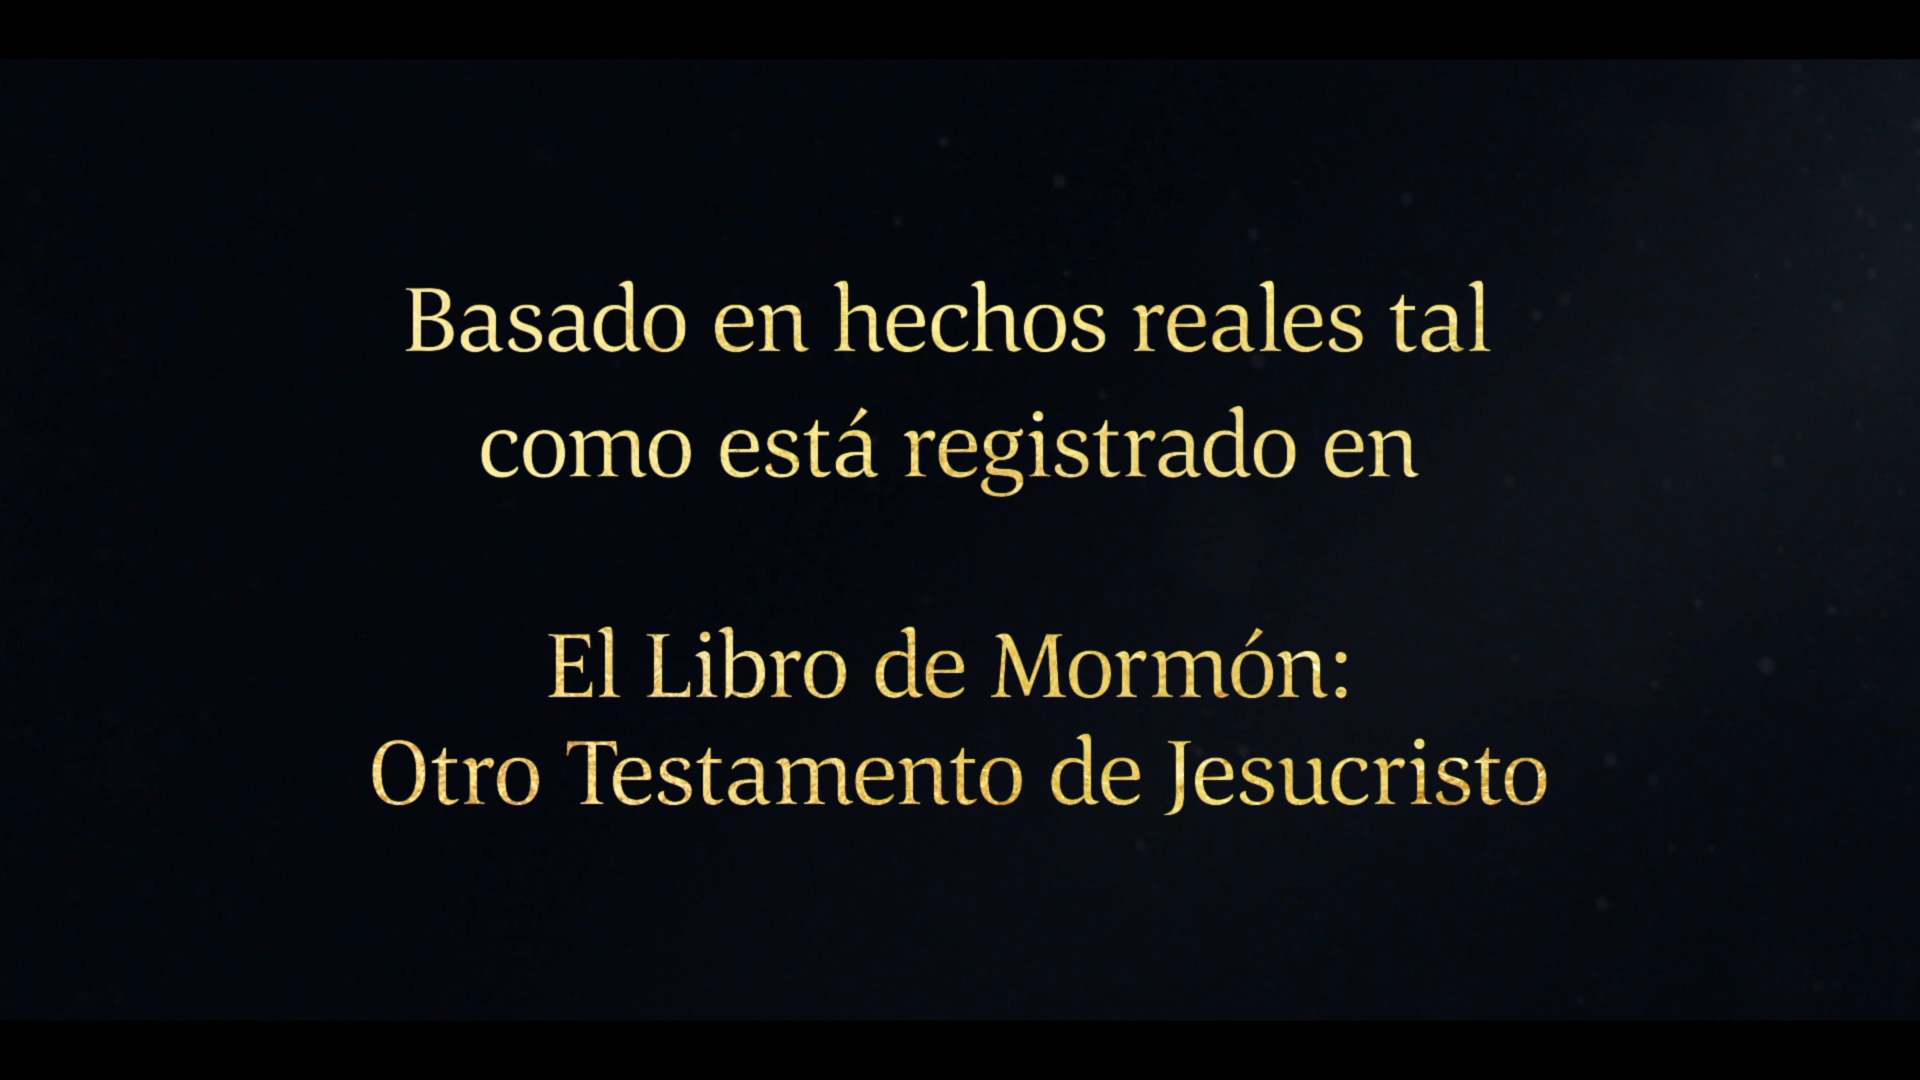 Basado en hechos reales tal
como está registrado en
El Libro de Mormón:
Otro Testamento de Jesucristo